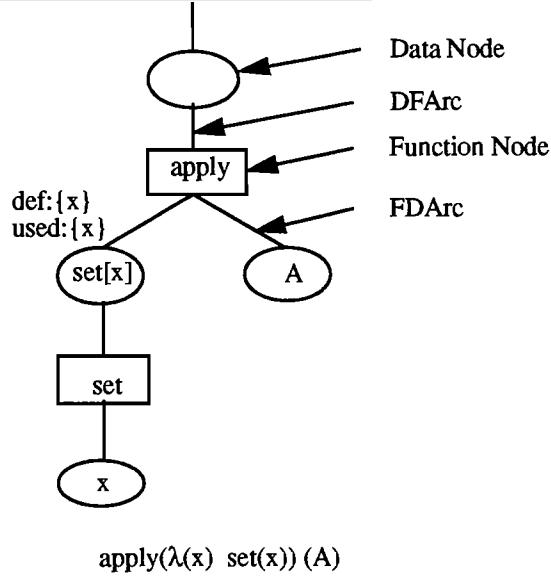 Data Node
DFArc
apply
Function Node
def:{x}
used:{x}
FDArc
set[x]
A
set
x
apply(λ(x) set(x)) (A)